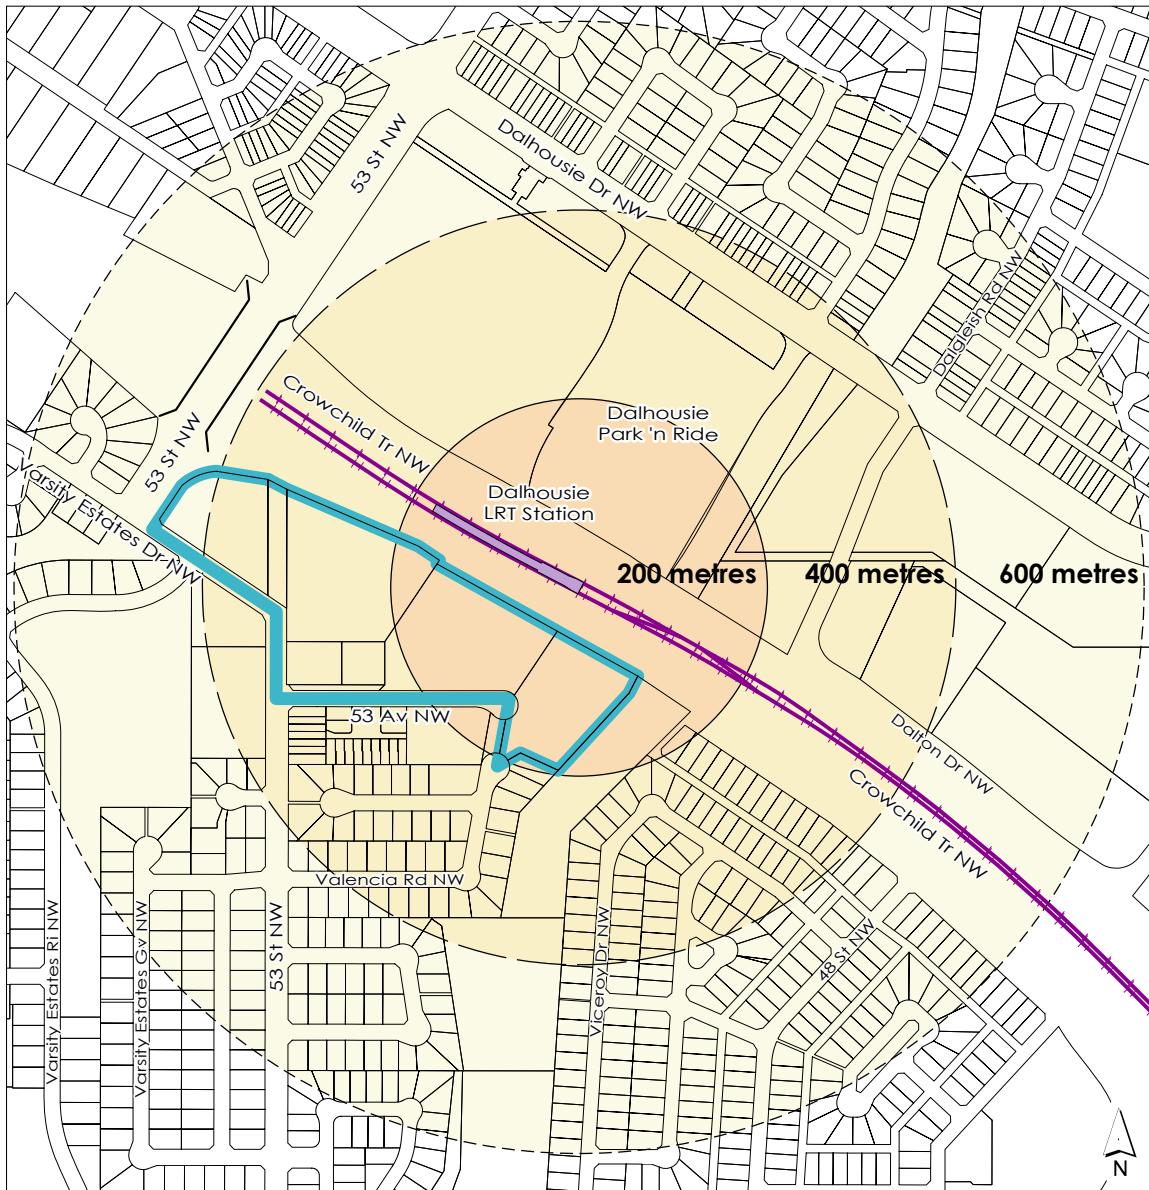 53 St NW
Dalhousie Dr NW
Dalgleish Rd NW
Crowchild Tr NW
Dalhousie
Park 'n Ride
53 St NW
Varsity Estates Dr NW
Dalhousie
LRT Station
200 metres
400 metres
600 metres
53 Av NW
Dalton Dr NW
Crowchild Tr NW
Valencia Rd NW
Varsity Estates Ri NW
Varsity Estates Gv NW
53 St NW
Viceroy Dr NW
48 St NW
N